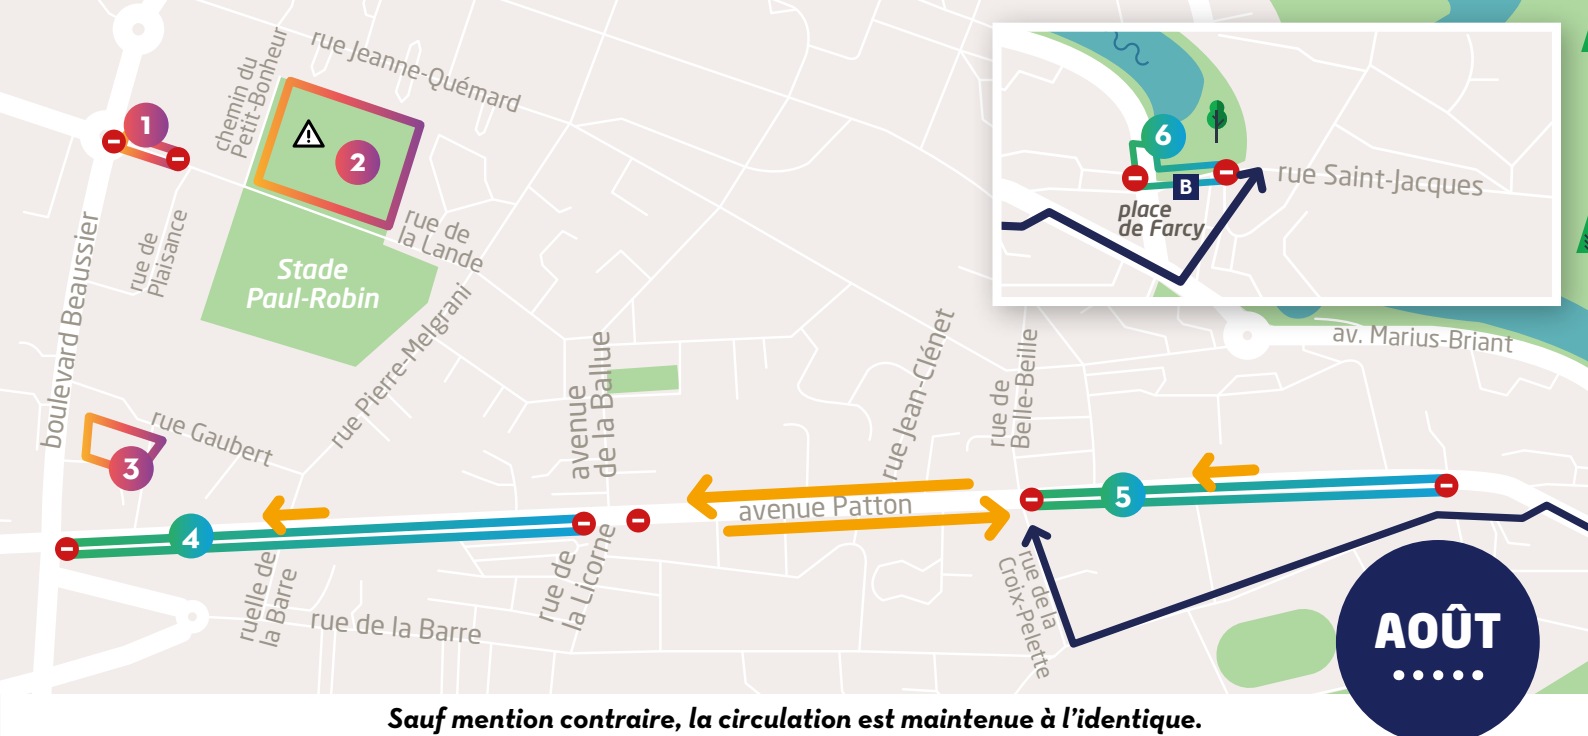 chemin du
Petit-Bonheur
rue Jeanne-Quémard
1
2
rue de
Plaisance
boulevard Beaussier
rue de
la Lande
Stade
Paul-Robin
rue Pierre-Melgrani
rue Gaubert
3
avenue
de la Ballue
rue Jean-Clénet
rue de
Belle-Beille
6
B
place
de Farcy
rue Saint-Jacques
av. Marius-Briant
4
avenue Patton
5
ruelle de
la Barre
rue de la Barre
rue de
la Licorne
rue de la
Croix-Pelette
AOÛT
Sauf mention contraire, la circulation est maintenue à l’identique.